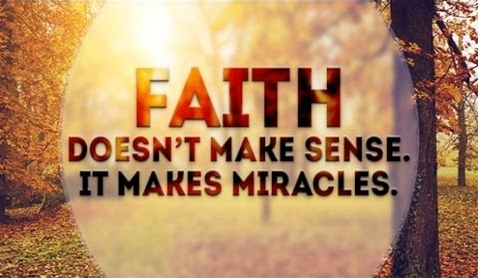 FAITH
DOESN'T MAKE SENSE.
IT MAKES MIRACLES.